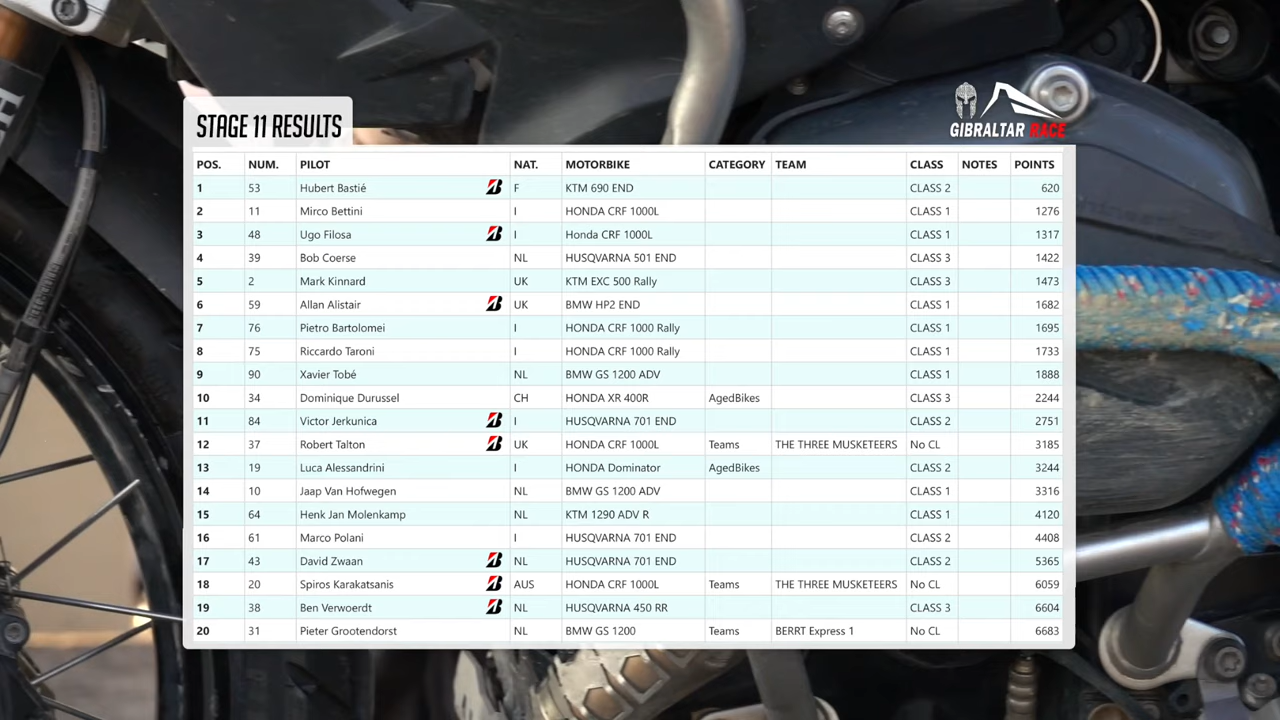 STAGE 11 RESULTS
GIBRALTAR RACE
POS. NUM. PILOT NAT. MOTORBIKE CATEGORY TEAM CLASS NOTES POINTS
1 53 Hubert Bastié F KTM 690 END CLASS 2 620
2 11 Mirco Bettini I HONDA CRF 1000L CLASS 1 1276
3 48 Ugo Filosa I Honda CRF 1000L CLASS 1 1317
4 39 Bob Coerse NL HUSQVARNA 501 END CLASS 3 1422
5 2 Mark Kinnard UK KTM EXC 500 Rally CLASS 3 1473
6 59 Allan Alistair UK BMW HP2 END CLASS 1 1682
7 76 Pietro Bartolomei I HONDA CRF 1000 Rally CLASS 1 1695
8 75 Riccardo Taroni I HONDA CRF 1000 Rally CLASS 1 1733
9 90 Xavier Tobé NL BMW GS 1200 ADV CLASS 1 1888
10 34 Dominique Durussel CH HONDA XR 400R AgedBikes CLASS 3 2244
11 84 Victor Jerkunica I HUSQVARNA 701 END CLASS 2 2751
12 37 Robert Talton UK HONDA CRF 1000L Teams THE THREE MUSKETEERS No CL 3185
13 19 Luca Alessandrini I HONDA Dominator AgedBikes CLASS 2 3244
14 10 Jaap Van Hofwegen NL BMW GS 1200 ADV CLASS 1 3316
15 64 Henk Jan Molenkamp NL KTM 1290 ADV R CLASS 1 4120
16 61 Marco Polani I HUSQVARNA 701 END CLASS 2 4408
17 43 David Zwaan NL HUSQVARNA 701 END CLASS 2 5365
18 20 Spiros Karakatsanis AUS HONDA CRF 1000L Teams THE THREE MUSKETEERS No CL 6059
19 38 Ben Verwoerdt NL HUSQVARNA 450 RR CLASS 3 6604
20 31 Pieter Grootendorst NL BMW GS 1200 Teams BERRT Express 1 No CL 6683